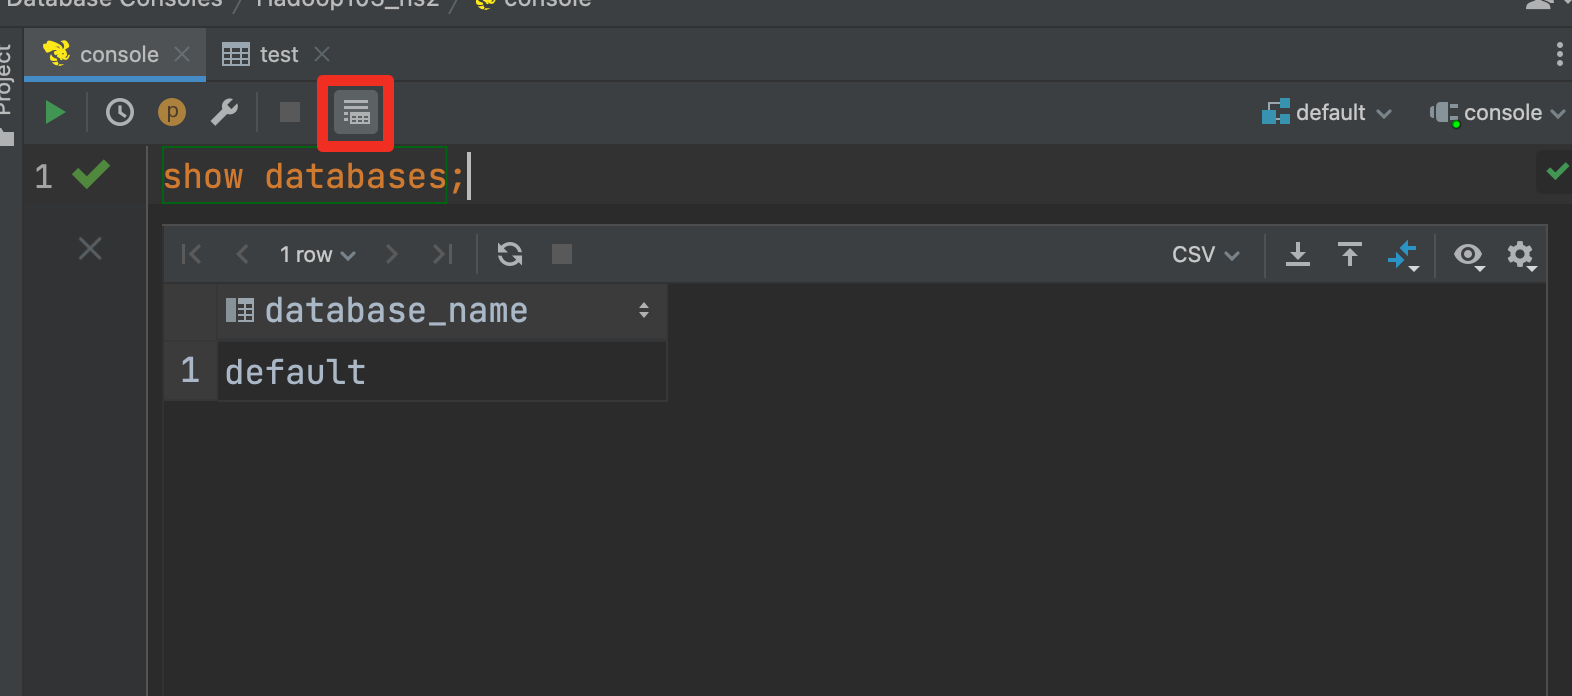 Database Consoles / Hadoop103_hs2 / console
Project
console
test
p
default
console
1
show databases;
1 row
CSV
database_name
1
default